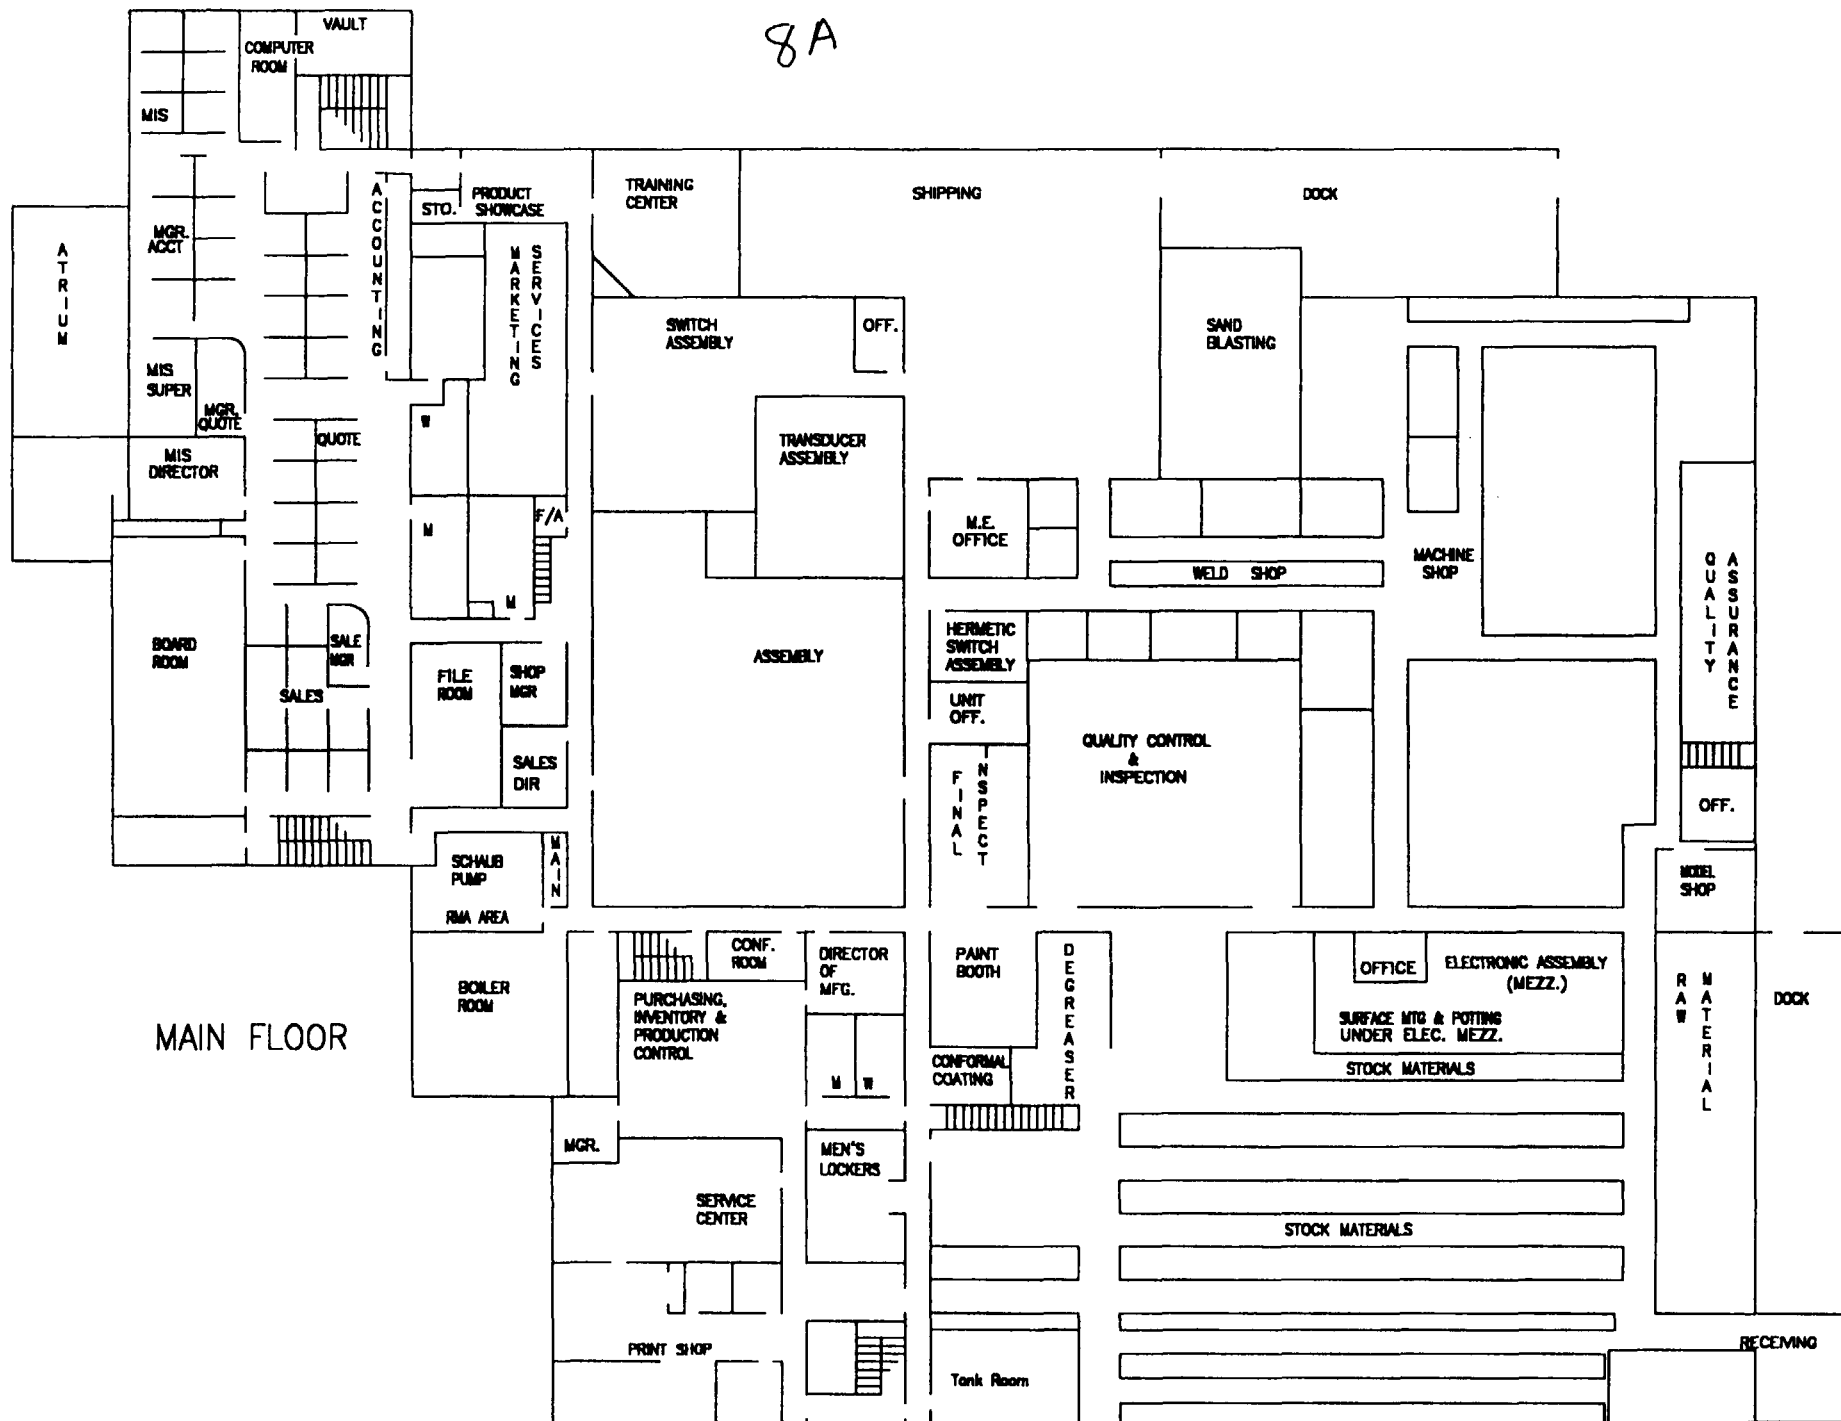 8A
VAULT
COMPUTER
ROOM
MIS
MGR.
ACCT
ATRIUM
ACCOUNTING
STO.
PRODUCT
SHOWCASE
MARKETING
SERVICES
TRAINING
CENTER
SHIPPING
DOCK
SWITCH
ASSEMBLY
OFF.
SAND
BLASTING
MIS
SUPER
MGR.
QUOTE
QUOTE
W
MIS
DIRECTOR
TRANSDUCER
ASSEMBLY
M
F/A
M
M.E.
OFFICE
WELD SHOP
MACHINE
SHOP
QUALITY
ASSURANCE
BOARD
ROOM
SALE
MGR
SALES
FILE
ROOM
SHOP
MGR
SALES
DIR
ASSEMBLY
HERMETIC
SWITCH
ASSEMBLY
UNIT
OFF.
FINAL
INSPECT
QUALITY CONTROL
&
INSPECTION
OFF.
SCHAUB
PUMP
RMA AREA
MAIN
MODEL
SHOP
BOILER
ROOM
CONF.
ROOM
DIRECTOR
OF
MFG.
PURCHASING,
INVENTORY &
PRODUCTION
CONTROL
M
W
PAINT
BOOTH
DEGREASER
CONFORMAL
COATING
OFFICE
ELECTRONIC ASSEMBLY
(MEZZ.)
SURFACE MTG & POTTING
UNDER ELEC. MEZZ.
STOCK MATERIALS
RAW
MATERIAL
DOCK
MAIN FLOOR
MGR.
MEN'S
LOCKERS
SERVICE
CENTER
STOCK MATERIALS
PRINT SHOP
Tank Room
RECEIVING